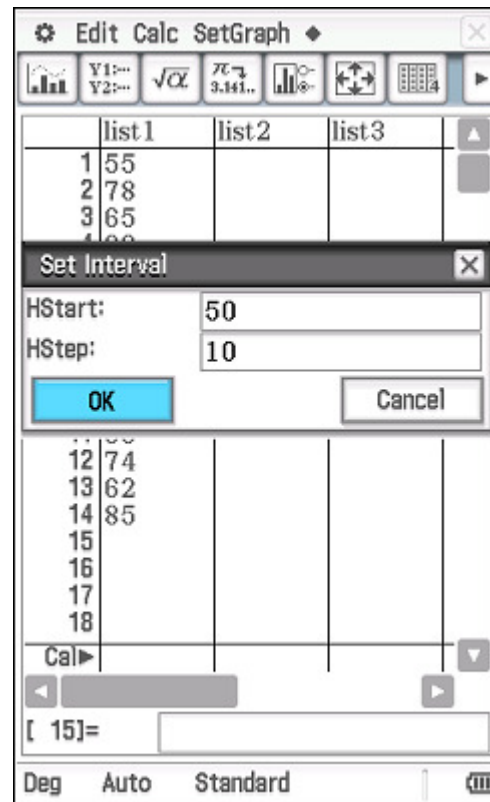 Edit Calc SetGraph
Y1:...
Y2:...
√α
π
3.141..
4
list1 list2 list3
1 55
2 78
3 65
Set Interval
HStart: 50
HStep: 10
OK Cancel
12 74
13 62
14 85
15
16
17
18
Cal
[ 15]=
Deg Auto Standard